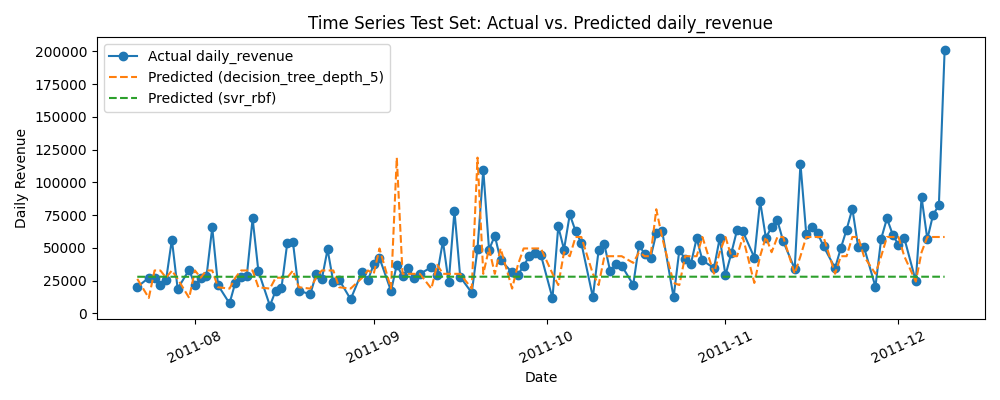 Time Series Test Set: Actual vs. Predicted daily_revenue
Actual daily_revenue
Predicted (decision_tree_depth_5)
Predicted (svr_rbf)
Daily Revenue
200000
175000
150000
125000
100000
75000
50000
25000
0
2011-08
2011-09
2011-10
2011-11
2011-12
Date